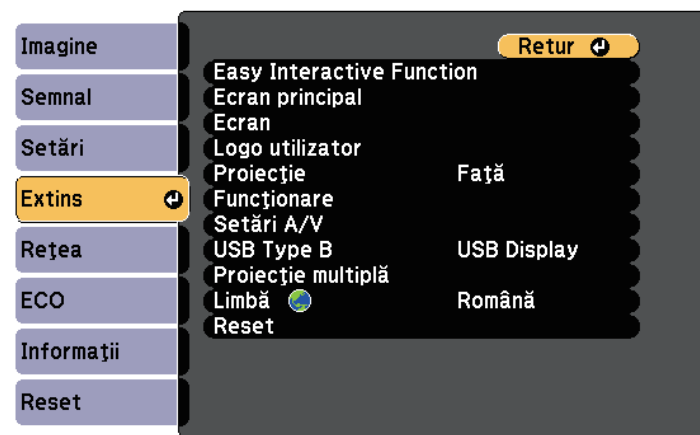 Imagine
Semnal
Setări
Extins
Reţea
ECO
Informaţii
Reset
Retur
Easy Interactive Function
Ecran principal
Ecran
Logo utilizator
Proiecţie Faţă
Funcţionare
Setări A/V
USB Type B USB Display
Proiecţie multiplă
Limbă Română
Reset